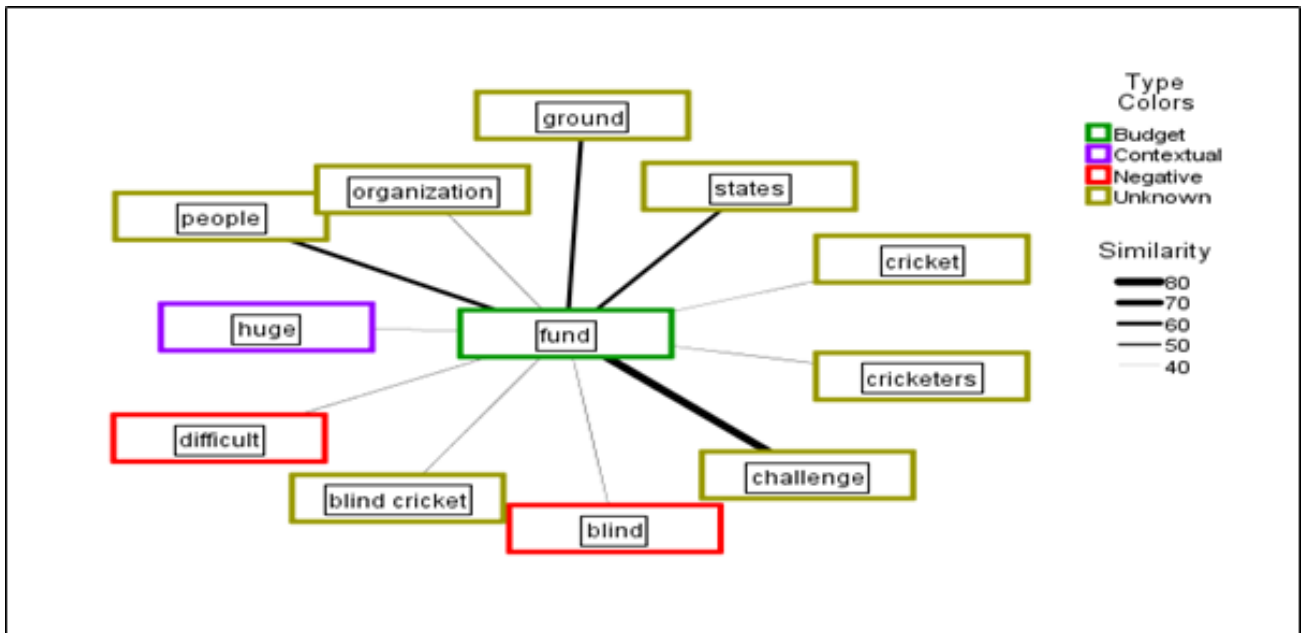 ground
organization
states
people
cricket
huge
fund
cricketers
difficult
challenge
blind cricket
blind
Type
Colors
Budget
Contextual
Negative
Unknown
Similarity
80
70
60
50
40